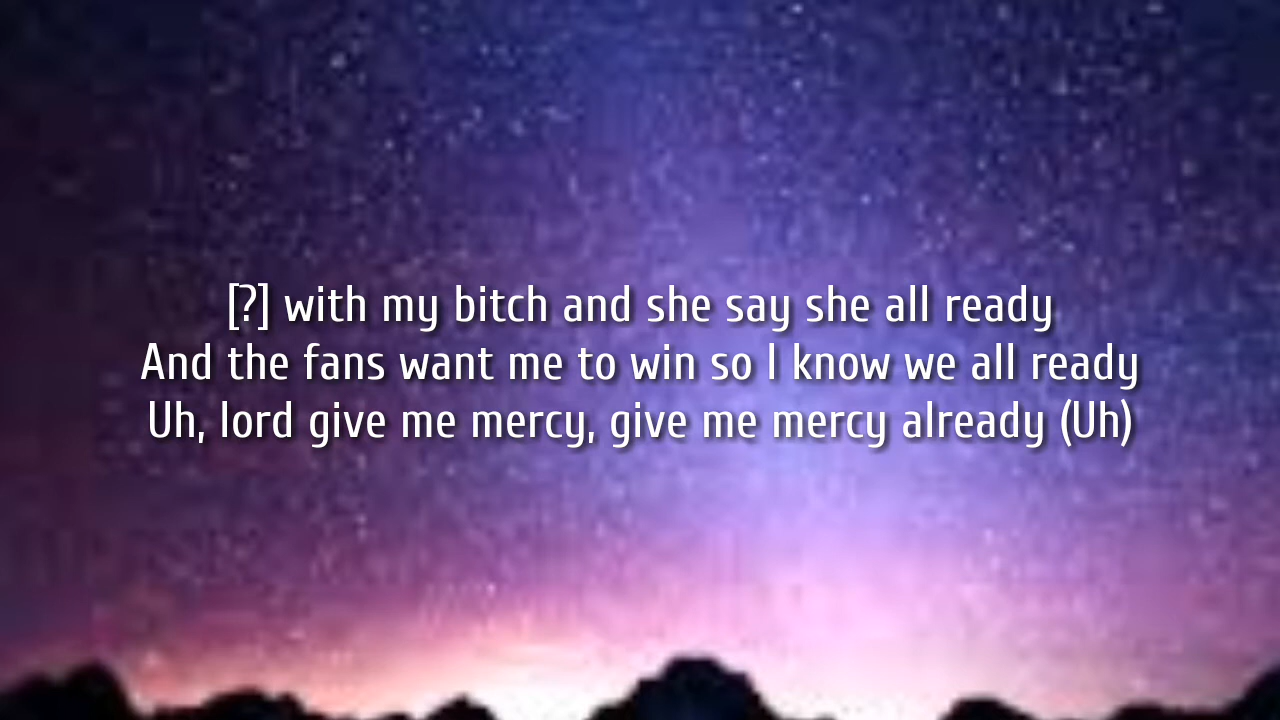 [?] with my bitch and she say she all ready
And the fans want me to win so I know we all ready
Uh, lord give me mercy, give me mercy already (Uh)